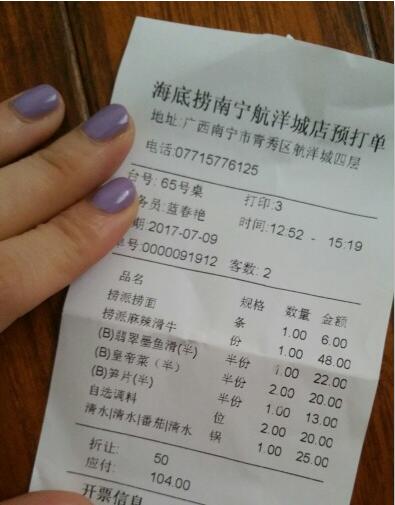 海底捞南宁航洋城店预打单
地址:广西南宁市青秀区航洋城四层
电话:07715776125
台号: 65号桌 打印:3
务员:蓝春艳 时间:12:52 - 15:19
期:2017-07-09
单号:0000091912 客数: 2
品名 规格 数量 金额
捞派捞面 条 1.00 6.00
捞派麻辣滑牛 份 1.00 48.00
(B)翡翠墨鱼滑(半) 半份 1.00 22.00
(B)皇帝菜(半) 半份 2.00 20.00
(B)笋片(半) 半份 1.00 13.00
自选调料 位 2.00 20.00
清水|清水|番茄|清水 锅 1.00 25.00
折让: 50
应付: 104.00
开票信息